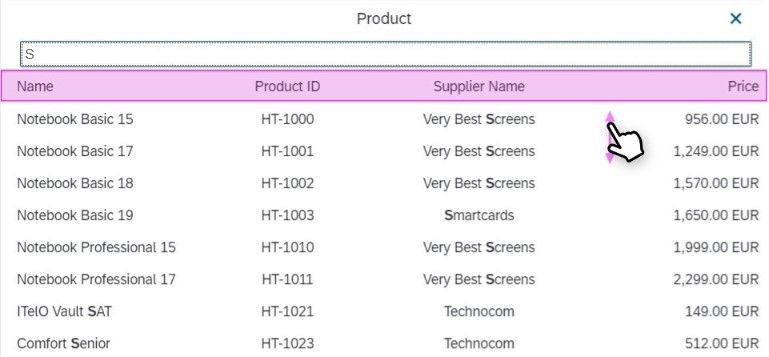 Product
S
Name Product ID Supplier Name Price
Notebook Basic 15 HT-1000 Very Best Screens 956.00 EUR
Notebook Basic 17 HT-1001 Very Best Screens 1,249.00 EUR
Notebook Basic 18 HT-1002 Very Best Screens 1,570.00 EUR
Notebook Basic 19 HT-1003 Smartcards 1,650.00 EUR
Notebook Professional 15 HT-1010 Very Best Screens 1,999.00 EUR
Notebook Professional 17 HT-1011 Very Best Screens 2,299.00 EUR
ITelO Vault SAT HT-1021 Technocom 149.00 EUR
Comfort Senior HT-1023 Technocom 512.00 EUR